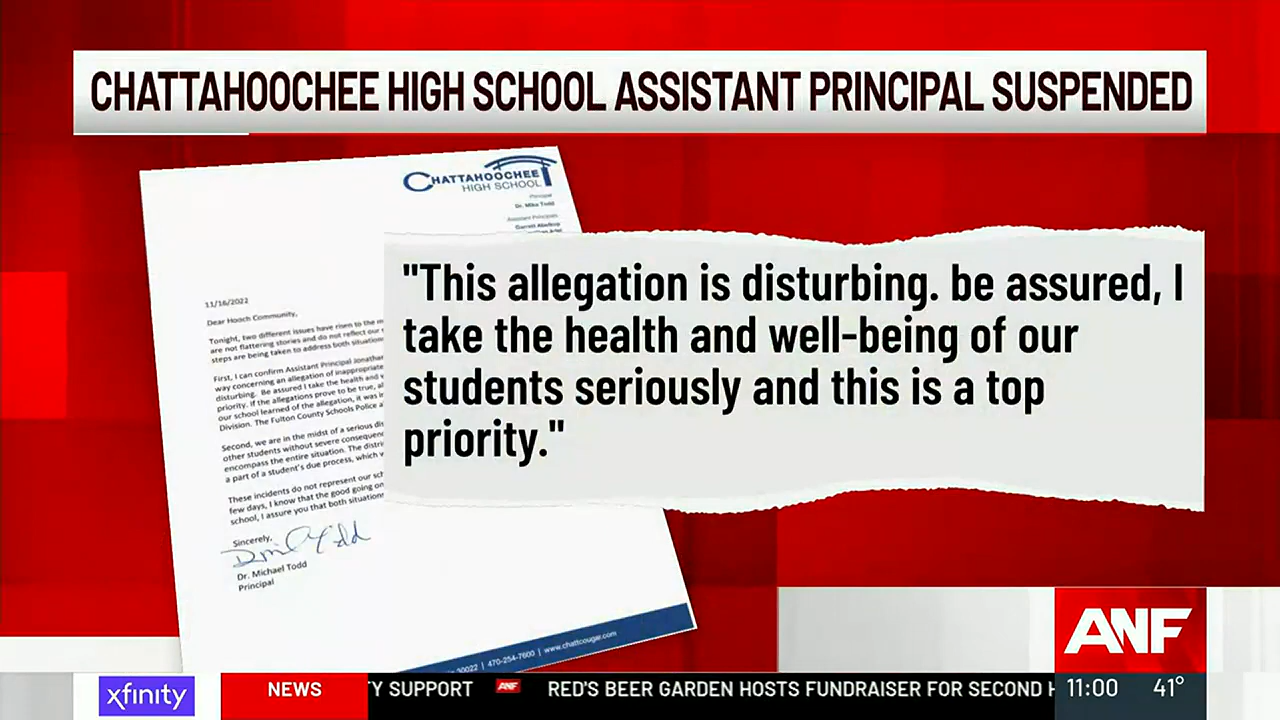 CHATTAHOOCHEE HIGH SCHOOL ASSISTANT PRINCIPAL SUSPENDED
CHATTAHOOCHEE
HIGH SCHOOL
Principal
Dr. Mike Todd
Assistant Principals
11/16/2022
Dear Hooch Community,
Tonight, two different issues have risen to the
are not flattering stories and do not reflect our
steps are being taken to address both situation
First, I can confirm Assistant Principal Jonathan
way concerning an allegation of inappropriate
disturbing. Be assured I take the health and
priority. If the allegations prove to be true,
our school learned of the allegation, it was
Division. The Fulton County Schools Police
Second, we are in the midst of a serious
other students without severe consequen
encompass the entire situation. The
a part of a student's due process, which
These incidents do not represent our
few days, I know that the good going on
school, I assure you that both situation
Sincerely,
Dr. Michael Todd
Principal
30022 | 470-254-7600 | www.chattcougar.com
"This allegation is disturbing. be assured, I
take the health and well-being of our
students seriously and this is a top
priority."
ANF
xfinity
NEWS
Y SUPPORT ANF RED'S BEER GARDEN HOSTS FUNDRAISER FOR SECOND H
11:00 41°